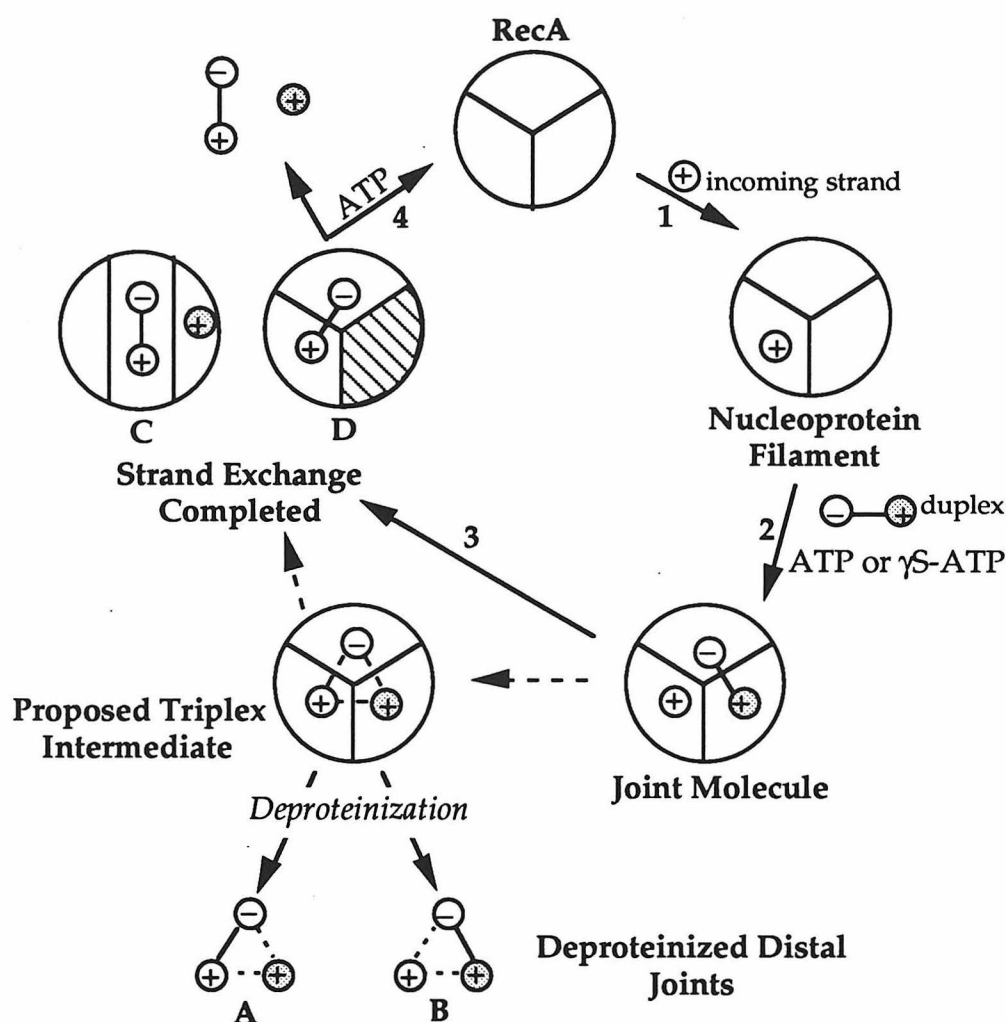 RecA
ATP
4
⊕ incoming strand
1
C
D
Strand Exchange
Completed
Nucleoprotein
Filament
2
duplex
ATP or γS-ATP
3
Proposed Triplex
Intermediate
Joint Molecule
Deproteinization
A
B
Deproteinized Distal
Joints